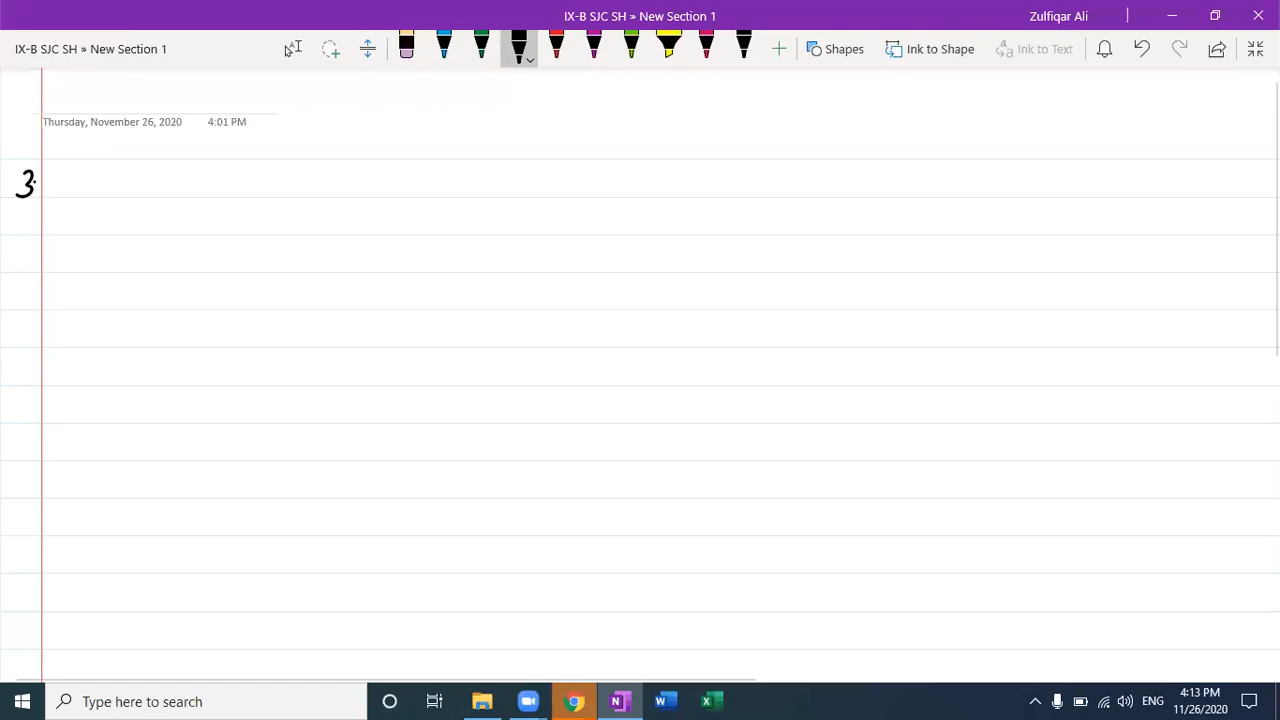 IX-B SJC SH » New Section 1
Zulfiqar Ali
IX-B SJC SH » New Section 1
Shapes
Ink to Shape
Ink to Text
Thursday, November 26, 2020 4:01 PM
3.
Type here to search
ENG
4:13 PM
11/26/2020